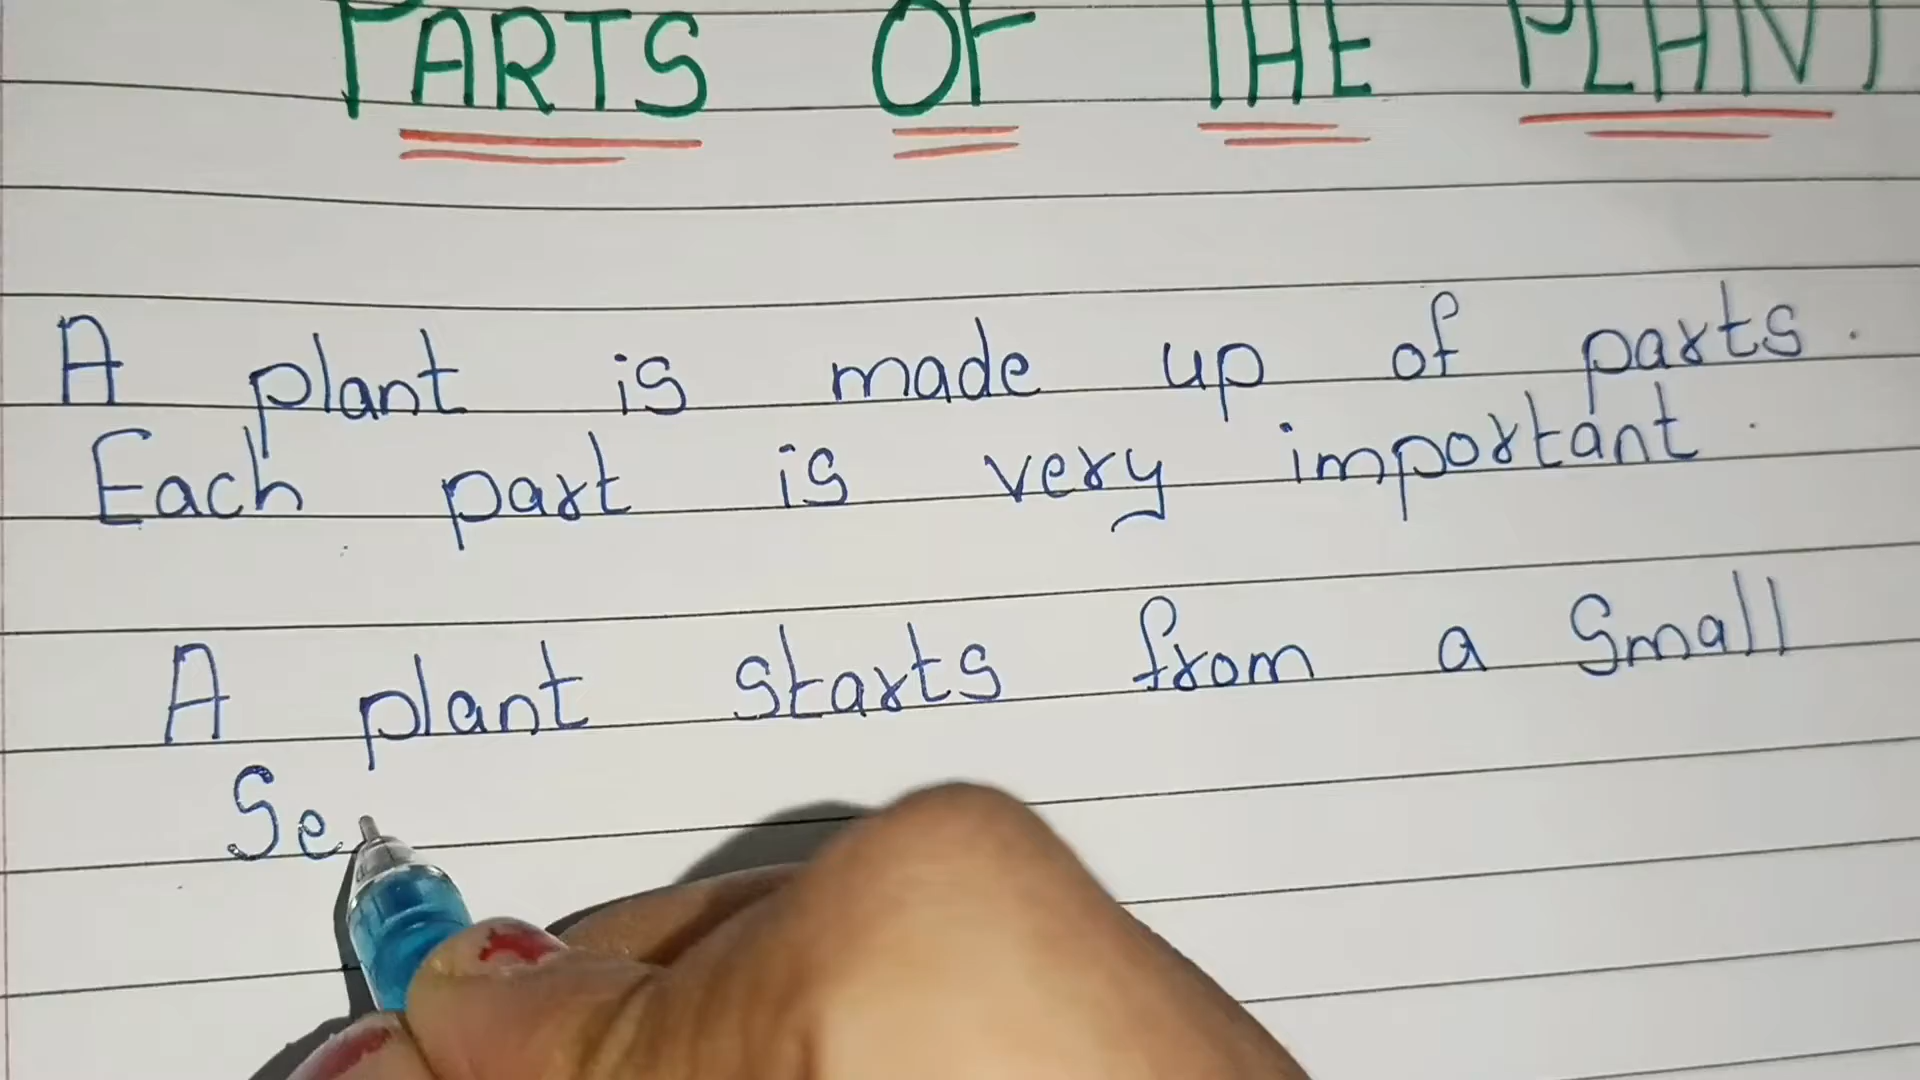 PARTS OF THE PLANT
A plant is made up of parts.
Each part is very important.
A plant starts from a Small
Se